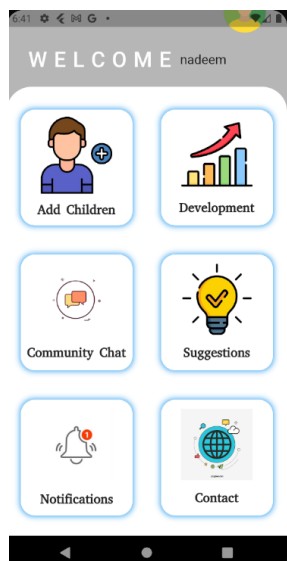 6:41
WELCOME nadeem
Add Children
Development
Community Chat
Suggestions
1
Notifications
Contact